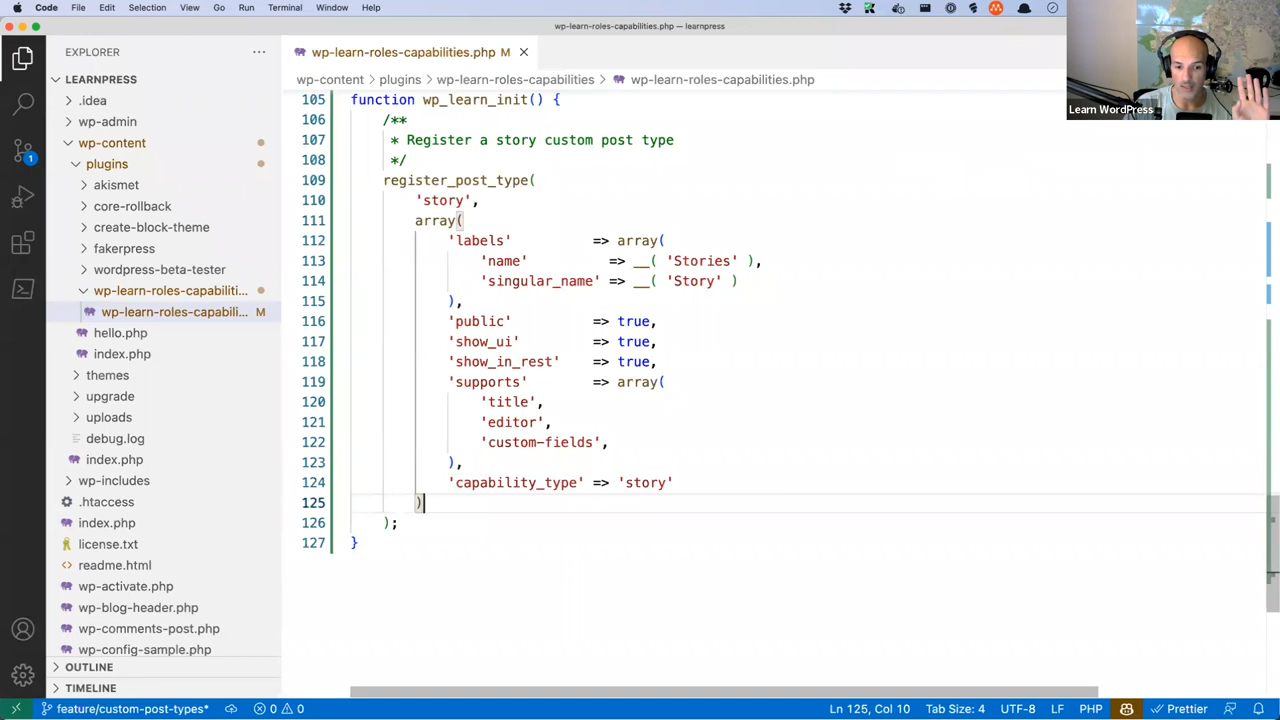 Code File Edit Selection View Go Run Terminal Window Help
wp-learn-roles-capabilities.php — learnpress
EXPLORER
LEARNPRESS
.idea
wp-admin
wp-content
plugins
akismet
core-rollback
create-block-theme
fakerpress
wordpress-beta-tester
wp-learn-roles-capabiliti...
wp-learn-roles-capabili... M
hello.php
index.php
themes
upgrade
uploads
debug.log
index.php
wp-includes
.htaccess
index.php
license.txt
readme.html
wp-activate.php
wp-blog-header.php
wp-comments-post.php
wp-config-sample.php
OUTLINE
TIMELINE
1
wp-learn-roles-capabilities.php M
wp-content > plugins > wp-learn-roles-capabilities > wp-learn-roles-capabilities.php
105 function wp_learn_init() {
106 /**
107 * Register a story custom post type
108 */
109 register_post_type(
110 'story',
111 array(
112 'labels' => array(
113 'name' => __( 'Stories' ),
114 'singular_name' => __( 'Story' )
115 ),
116 'public' => true,
117 'show_ui' => true,
118 'show_in_rest' => true,
119 'supports' => array(
120 'title',
121 'editor',
122 'custom-fields',
123 ),
124 'capability_type' => 'story'
125 )
126 );
127 }
Learn WordPress
feature/custom-post-types* 0 0 Ln 125, Col 10 Tab Size: 4 UTF-8 LF PHP Prettier